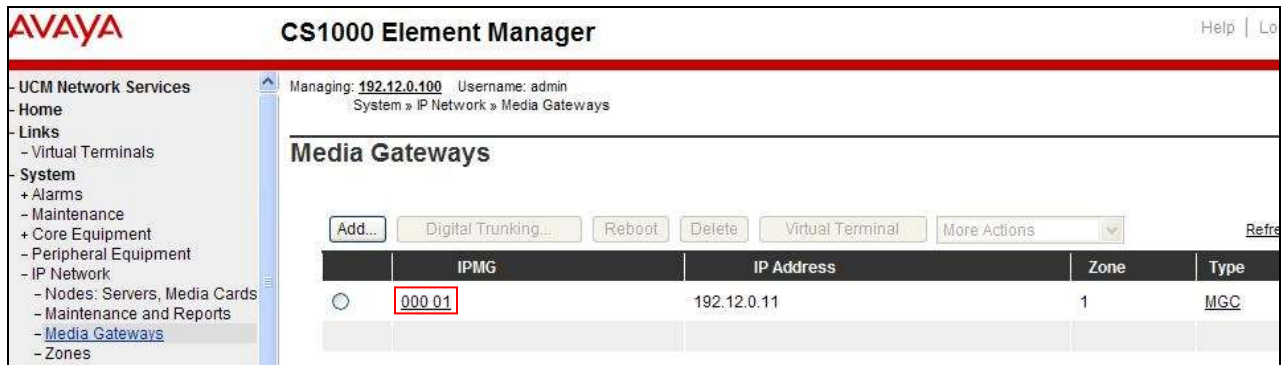 AVAYA
CS1000 Element Manager
Help |
- UCM Network Services
- Home
- Links
- Virtual Terminals
- System
+ Alarms
- Maintenance
+ Core Equipment
- Peripheral Equipment
- IP Network
- Nodes: Servers, Media Cards
- Maintenance and Reports
- Media Gateways
- Zones
Managing: 192.12.0.100 Username: admin
System » IP Network » Media Gateways
Media Gateways
Add... Digital Trunking... Reboot Delete Virtual Terminal More Actions
IPMG IP Address Zone Type
000 01 192.12.0.11 1 MGC